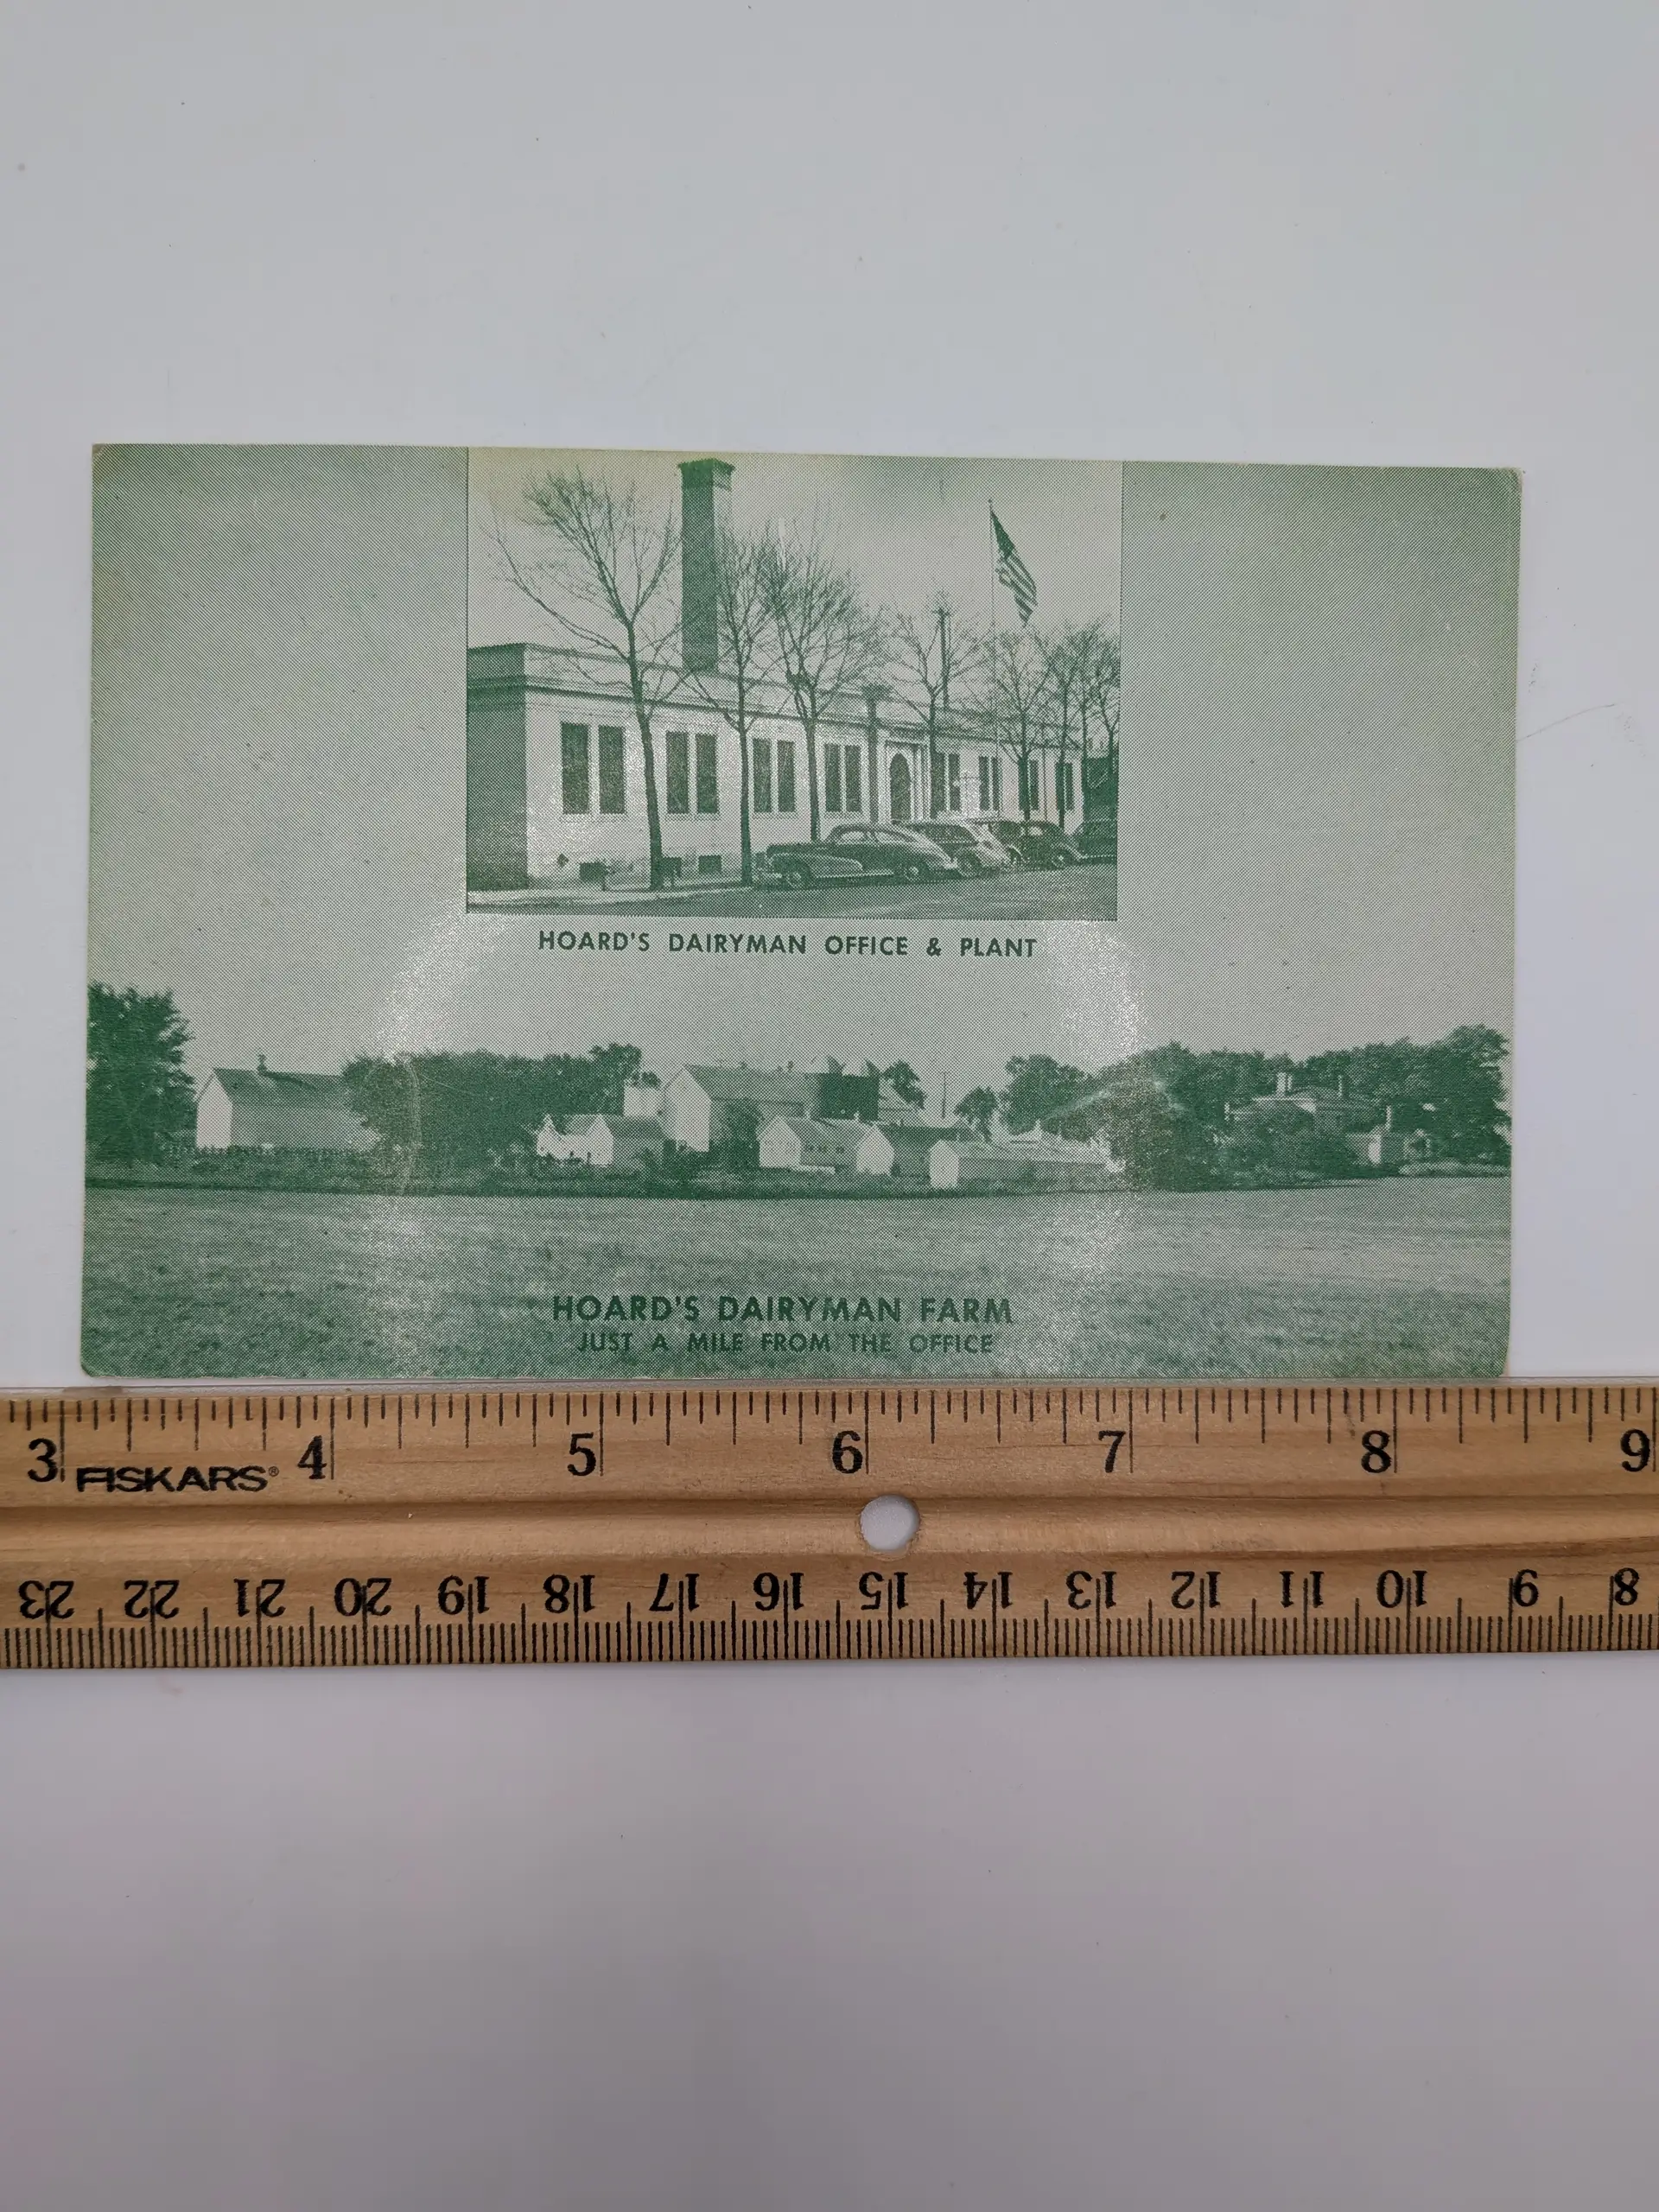 HOARD'S DAIRYMAN OFFICE & PLANT
HOARD'S DAIRYMAN FARM
JUST A MILE FROM THE OFFICE
3 4 5 6 7 8 9
FISKARS®
23 22 21 20 19 18 17 16 15 14 13 12 11 10 9 8